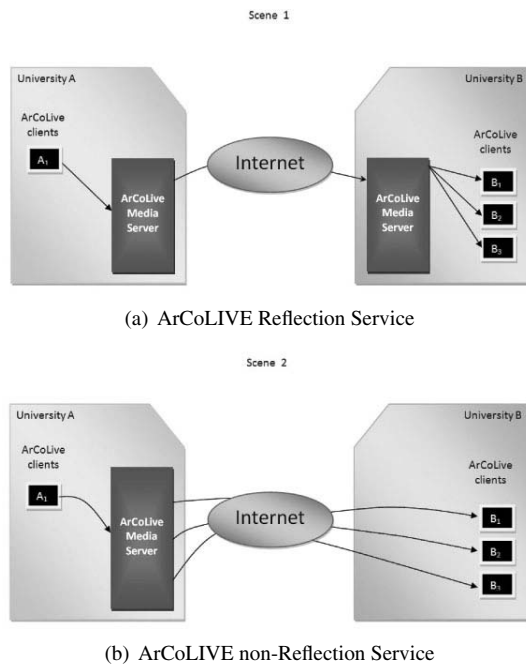 Scene 1
University A
University B
ArCoLive
clients
A1
ArCoLive
Media
Server
Internet
ArCoLive
Media
Server
ArCoLive
clients
B1
B2
B3
(a) ArCoLIVE Reflection Service
Scene 2
University A
University B
ArCoLive
clients
A1
ArCoLive
Media
Server
Internet
ArCoLive
clients
B1
B2
B3
(b) ArCoLIVE non-Reflection Service